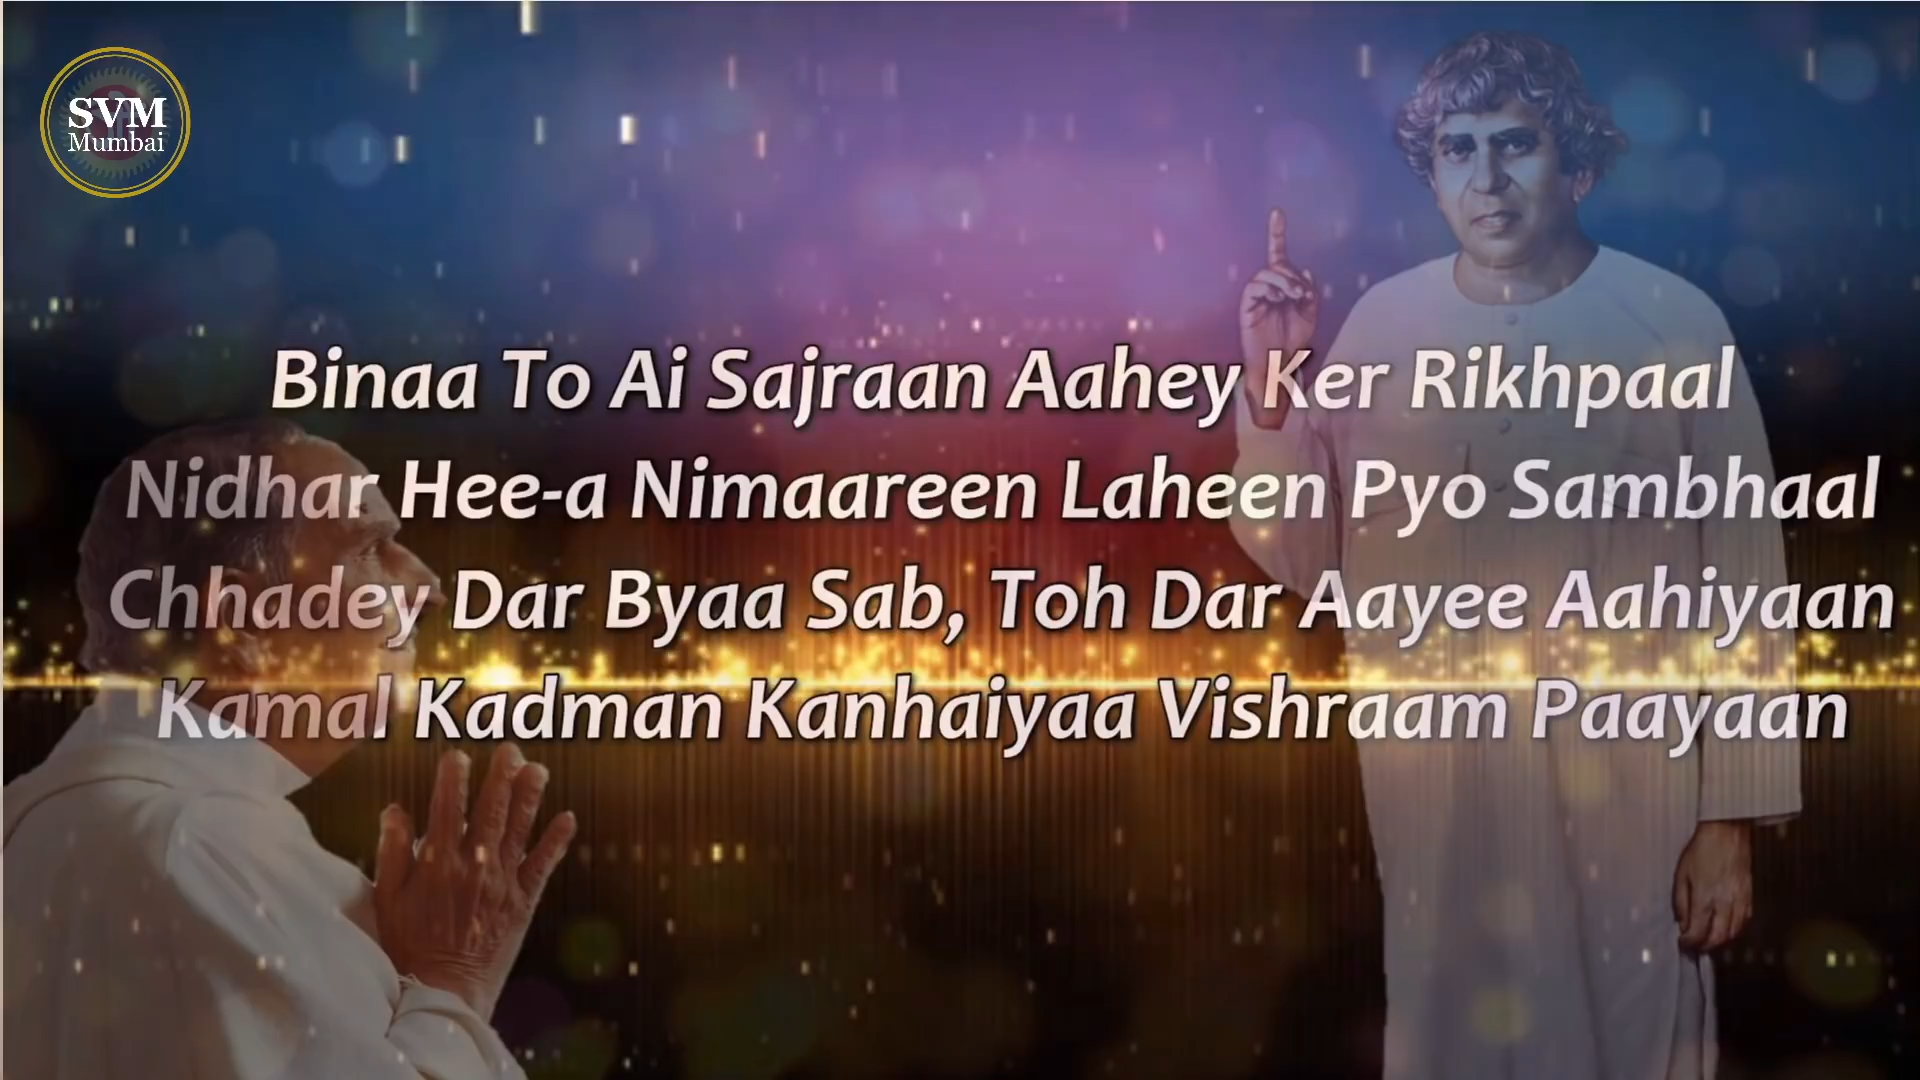 SVM
Mumbai
Binaa To Ai Sajraan Aahey Ker Rikhpaal
Nidhar Hee-a Nimaareen Laheen Pyo Sambhaal
Chhadey Dar Byaa Sab, Toh Dar Aayee Aahiyaan
Kamal Kadman Kanhaiyaa Vishraam Paayaan